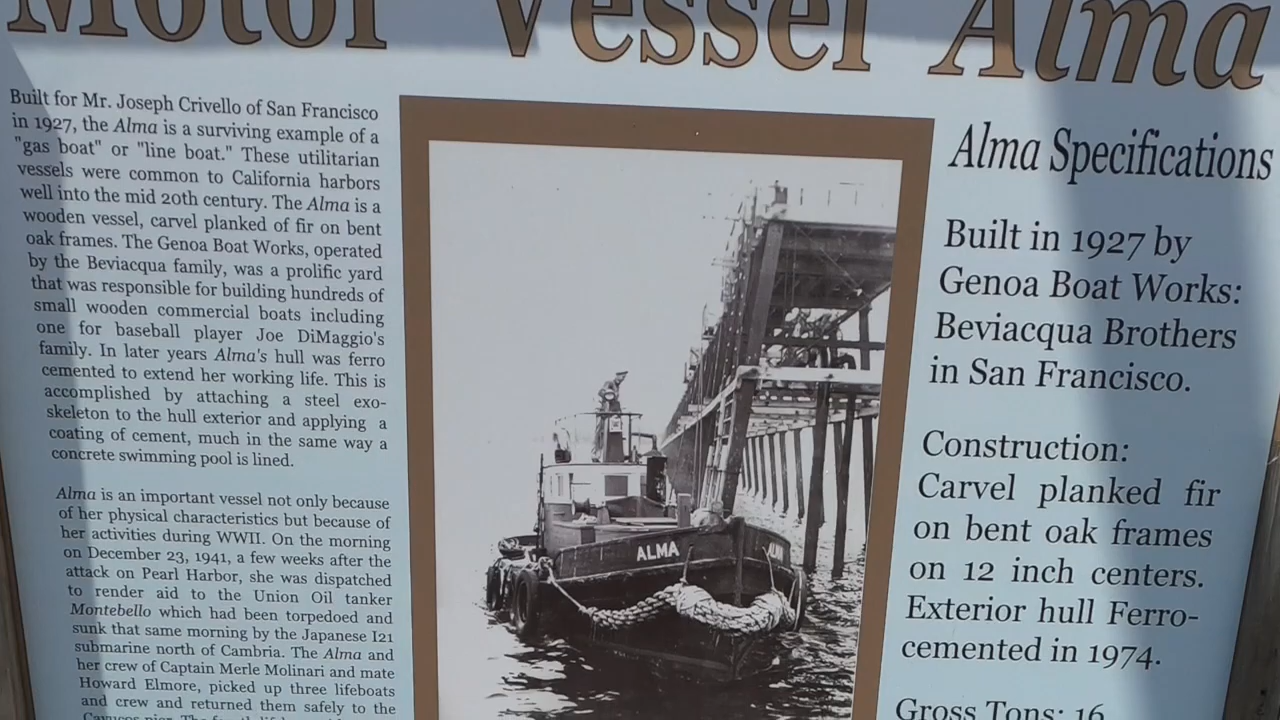 Motor Vessel Alma
Built for Mr. Joseph Crivello of San Francisco
in 1927, the Alma is a surviving example of a
"gas boat" or "line boat." These utilitarian
vessels were common to California harbors
well into the mid 20th century. The Alma is a
wooden vessel, carvel planked of fir on bent
oak frames. The Genoa Boat Works, operated
by the Beviacqua family, was a prolific yard
that was responsible for building hundreds of
small wooden commercial boats including
one for baseball player Joe DiMaggio's
family. In later years Alma's hull was ferro
cemented to extend her working life. This is
accomplished by attaching a steel exo-
skeleton to the hull exterior and applying a
coating of cement, much in the same way a
concrete swimming pool is lined.
Alma is an important vessel not only because
of her physical characteristics but because of
her activities during WWII. On the morning
on December 23, 1941, a few weeks after the
attack on Pearl Harbor, she was dispatched
to render aid to the Union Oil tanker
Montebello which had been torpedoed and
sunk that same morning by the Japanese I21
submarine north of Cambria. The Alma and
her crew of Captain Merle Molinari and mate
Howard Elmore, picked up three lifeboats
and crew and returned them safely to the
ALMA
Alma Specifications
Built in 1927 by
Genoa Boat Works:
Beviacqua Brothers
in San Francisco.
Construction:
Carvel planked fir
on bent oak frames
on 12 inch centers.
Exterior hull Ferro-
cemented in 1974.
Gross Tons: 16